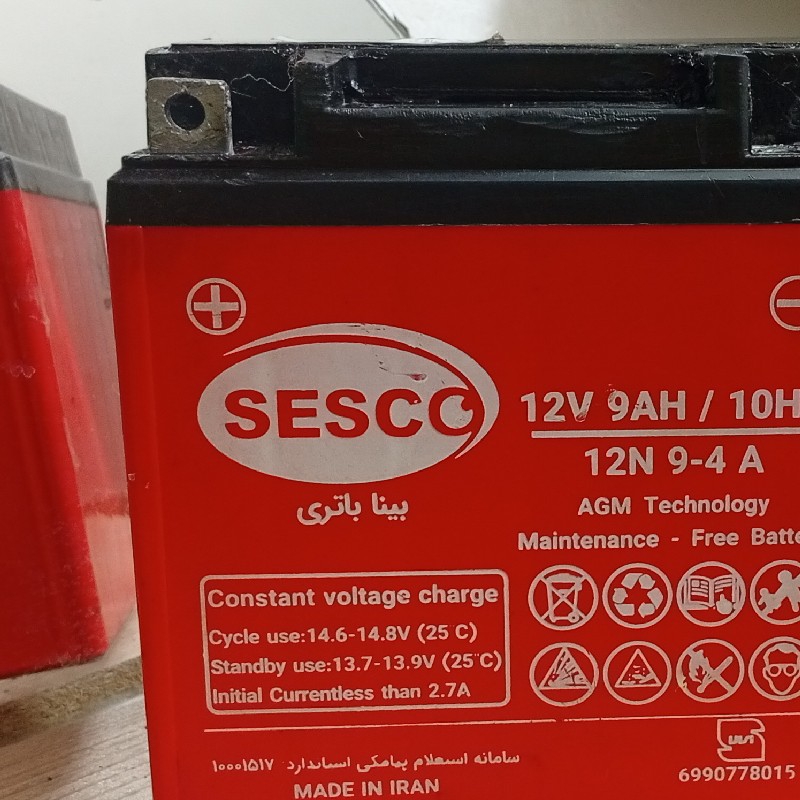 SESCO
بینا باتری
12V 9AH / 10H
12N 9-4 A
AGM Technology
Maintenance - Free
Constant voltage charge
Cycle use:14.6-14.8V (25°C)
Standby use:13.7-13.9V (25°C)
Initial Currentless than 2.7A
سامانه استعلام پیامکی استاندارد ۱۰۰۰۱۵۱۷
MADE IN IRAN
6990778015